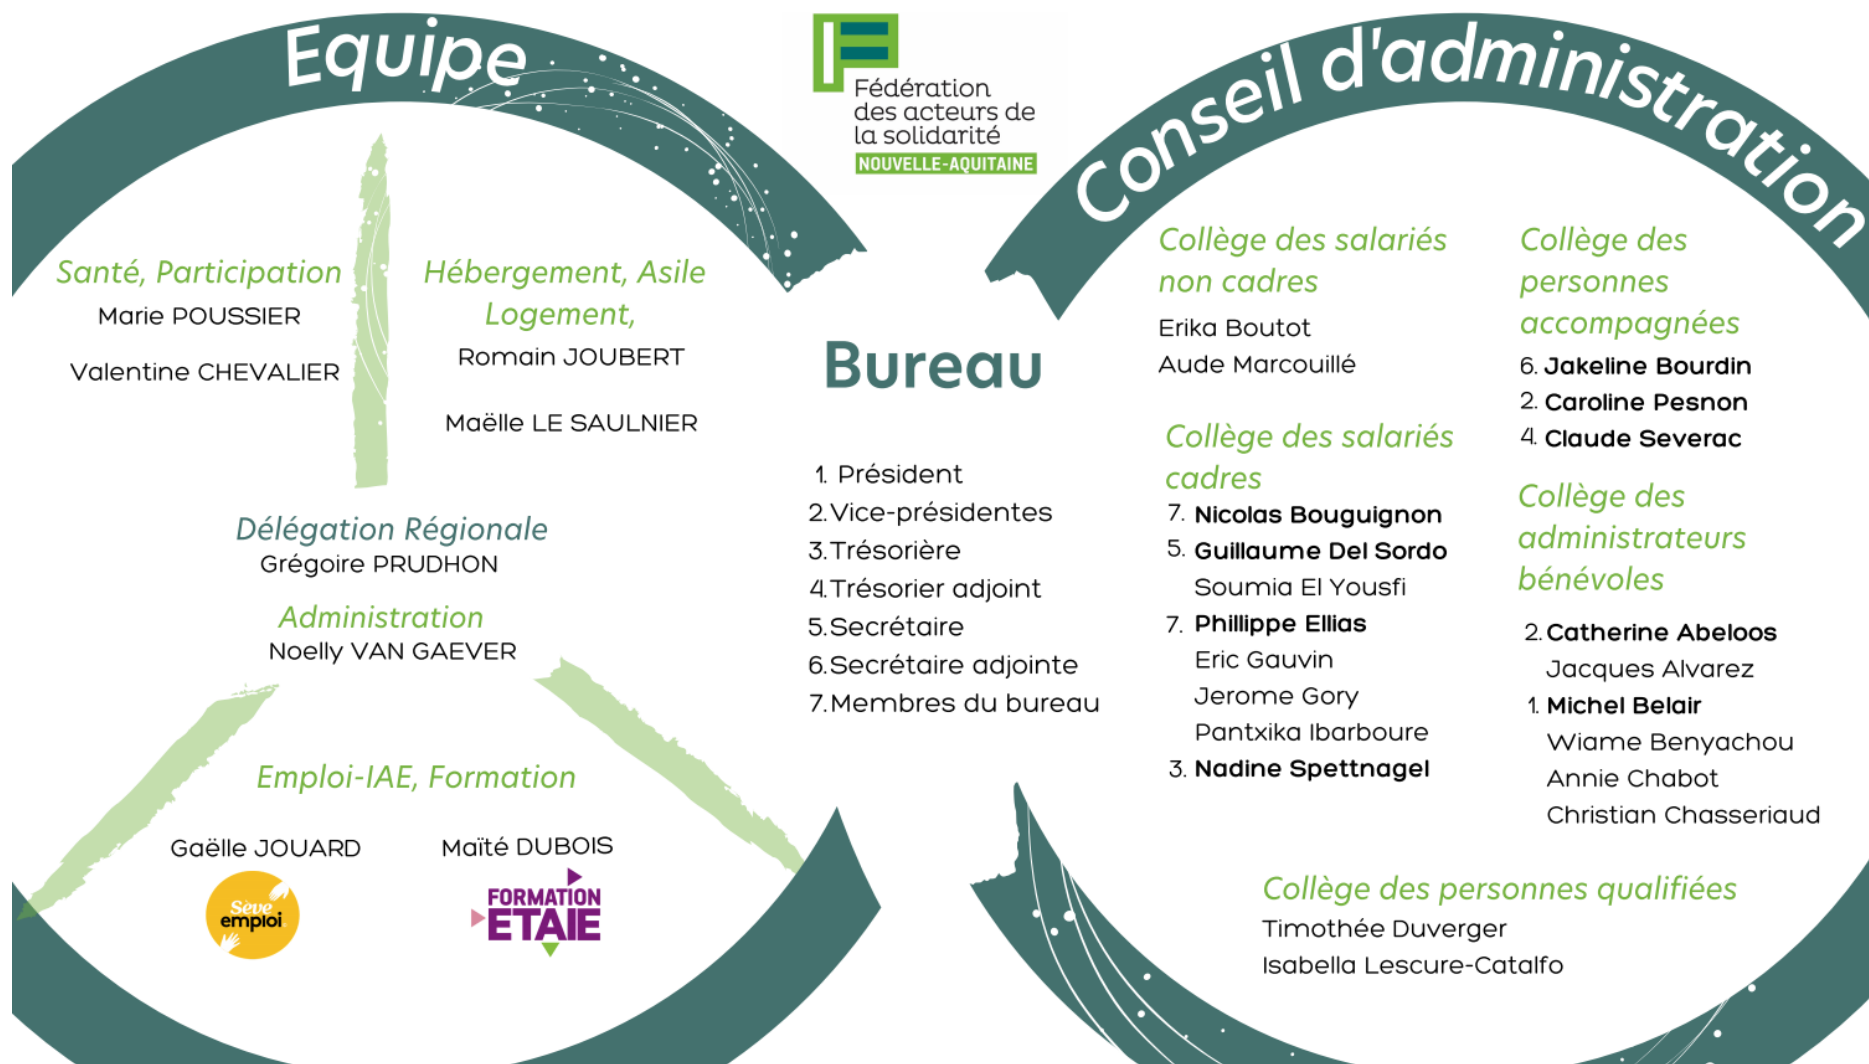 Equipe
Santé, Participation
Marie POUSSIER
Valentine CHEVALIER
Hébergement, Asile
Logement,
Romain JOUBERT
Maëlle LE SAULNIER
Délégation Régionale
Grégoire PRUDHON
Administration
Noelly VAN GAEVER
Emploi-IAE, Formation
Gaëlle JOUARD
Sève
emploi
Maïté DUBOIS
FORMATION
ETAIE
Fédération
des acteurs de
la solidarité
NOUVELLE-AQUITAINE
Bureau
1. Président
2.Vice-présidentes
3.Trésorière
4.Trésorier adjoint
5.Secrétaire
6.Secrétaire adjointe
7.Membres du bureau
Conseil d'administration
Collège des salariés
non cadres
Erika Boutot
Aude Marcouillé
Collège des salariés
cadres
7. Nicolas Bouguignon
5. Guillaume Del Sordo
Soumia El Yousfi
7. Phillippe Ellias
Eric Gauvin
Jerome Gory
Pantxika Ibarboure
3. Nadine Spettnagel
Collège des
personnes
accompagnées
6. Jakeline Bourdin
2. Caroline Pesnon
4. Claude Severac
Collège des
administrateurs
bénévoles
2. Catherine Abeloos
Jacques Alvarez
1. Michel Belair
Wiame Benyachou
Annie Chabot
Christian Chasseriaud
Collège des personnes qualifiées
Timothée Duverger
Isabella Lescure-Catalfo